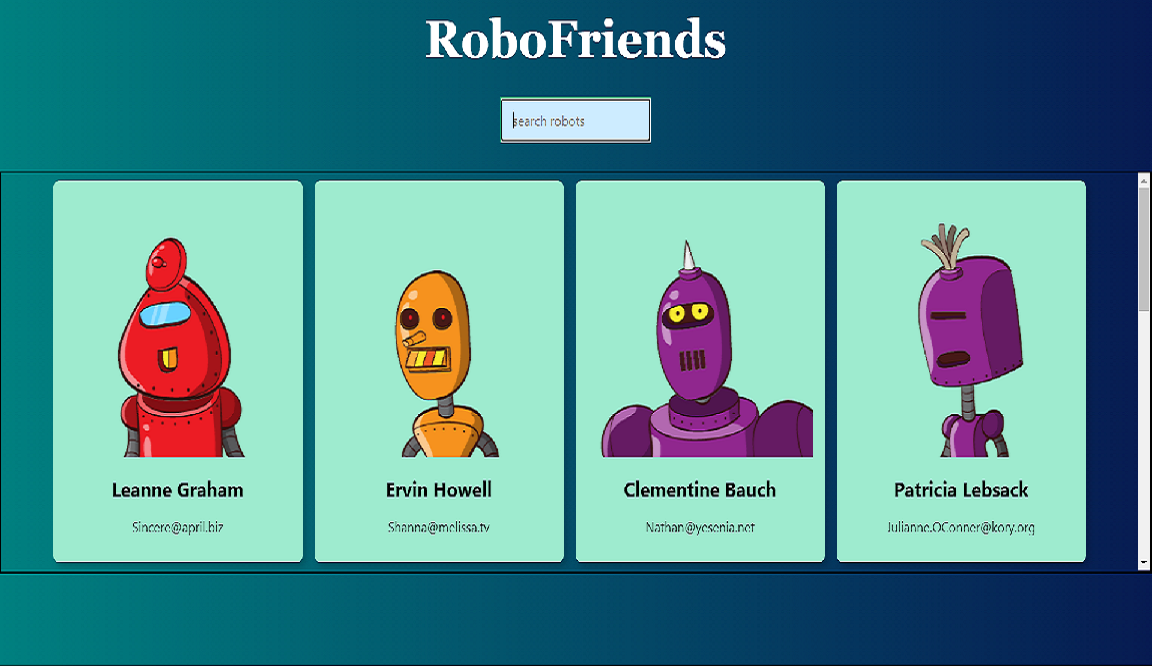 RoboFriends
search robots
Leanne Graham
Sincere@april.biz
Ervin Howell
Shanna@melissa.tv
Clementine Bauch
Nathan@yesenia.net
Patricia Lebsack
Julianne.OConner@kory.org